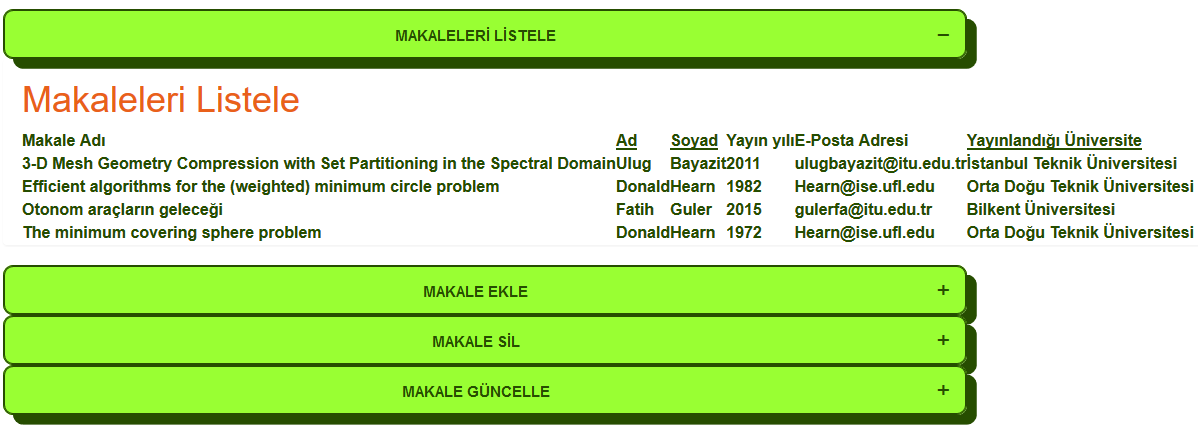 MAKALELERİ LİSTELE −
Makaleleri Listele
Makale Adı Ad Soyad Yayın yılı E-Posta Adresi Yayınlandığı Üniversite
3-D Mesh Geometry Compression with Set Partitioning in the Spectral Domain Ulug Bayazit 2011 ulugbayazit@itu.edu.tr İstanbul Teknik Üniversitesi
Efficient algorithms for the (weighted) minimum circle problem Donald Hearn 1982 Hearn@ise.ufl.edu Orta Doğu Teknik Üniversitesi
Otonom araçların geleceği Fatih Guler 2015 gulerfa@itu.edu.tr Bilkent Üniversitesi
The minimum covering sphere problem Donald Hearn 1972 Hearn@ise.ufl.edu Orta Doğu Teknik Üniversitesi
MAKALE EKLE +
MAKALE SİL +
MAKALE GÜNCELLE +